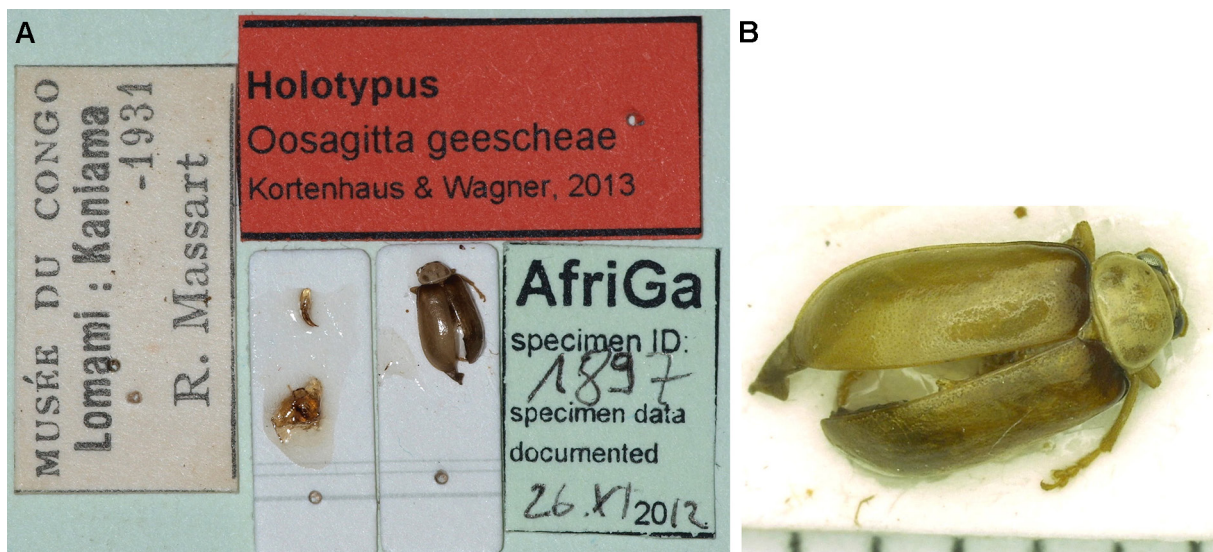 A
MUSÉE DU CONGO
Lomami : Kaniama
-1931
R. Massart
Holotypus
Oosagitta geescheae
Kortenhaus & Wagner, 2013
AfriGa
specimen ID:
1897
specimen data
documented
26.XI 2012
B